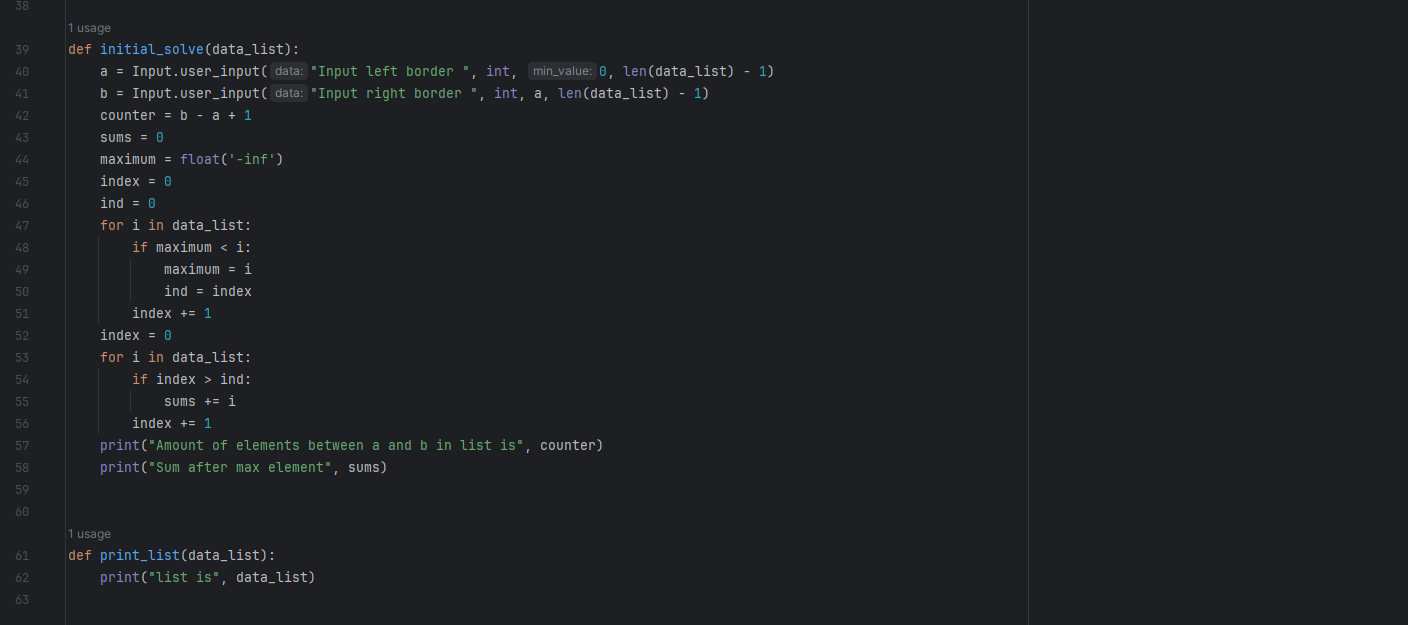 38
1 usage
39 def initial_solve(data_list):
40     a = Input.user_input( data: "Input left border ", int,  min_value: 0, len(data_list) - 1)
41     b = Input.user_input( data: "Input right border ", int, a, len(data_list) - 1)
42     counter = b - a + 1
43     sums = 0
44     maximum = float('-inf')
45     index = 0
46     ind = 0
47     for i in data_list:
48         if maximum < i:
49             maximum = i
50             ind = index
51         index += 1
52     index = 0
53     for i in data_list:
54         if index > ind:
55             sums += i
56         index += 1
57     print("Amount of elements between a and b in list is", counter)
58     print("Sum after max element", sums)
59
60
1 usage
61 def print_list(data_list):
62     print("list is", data_list)
63